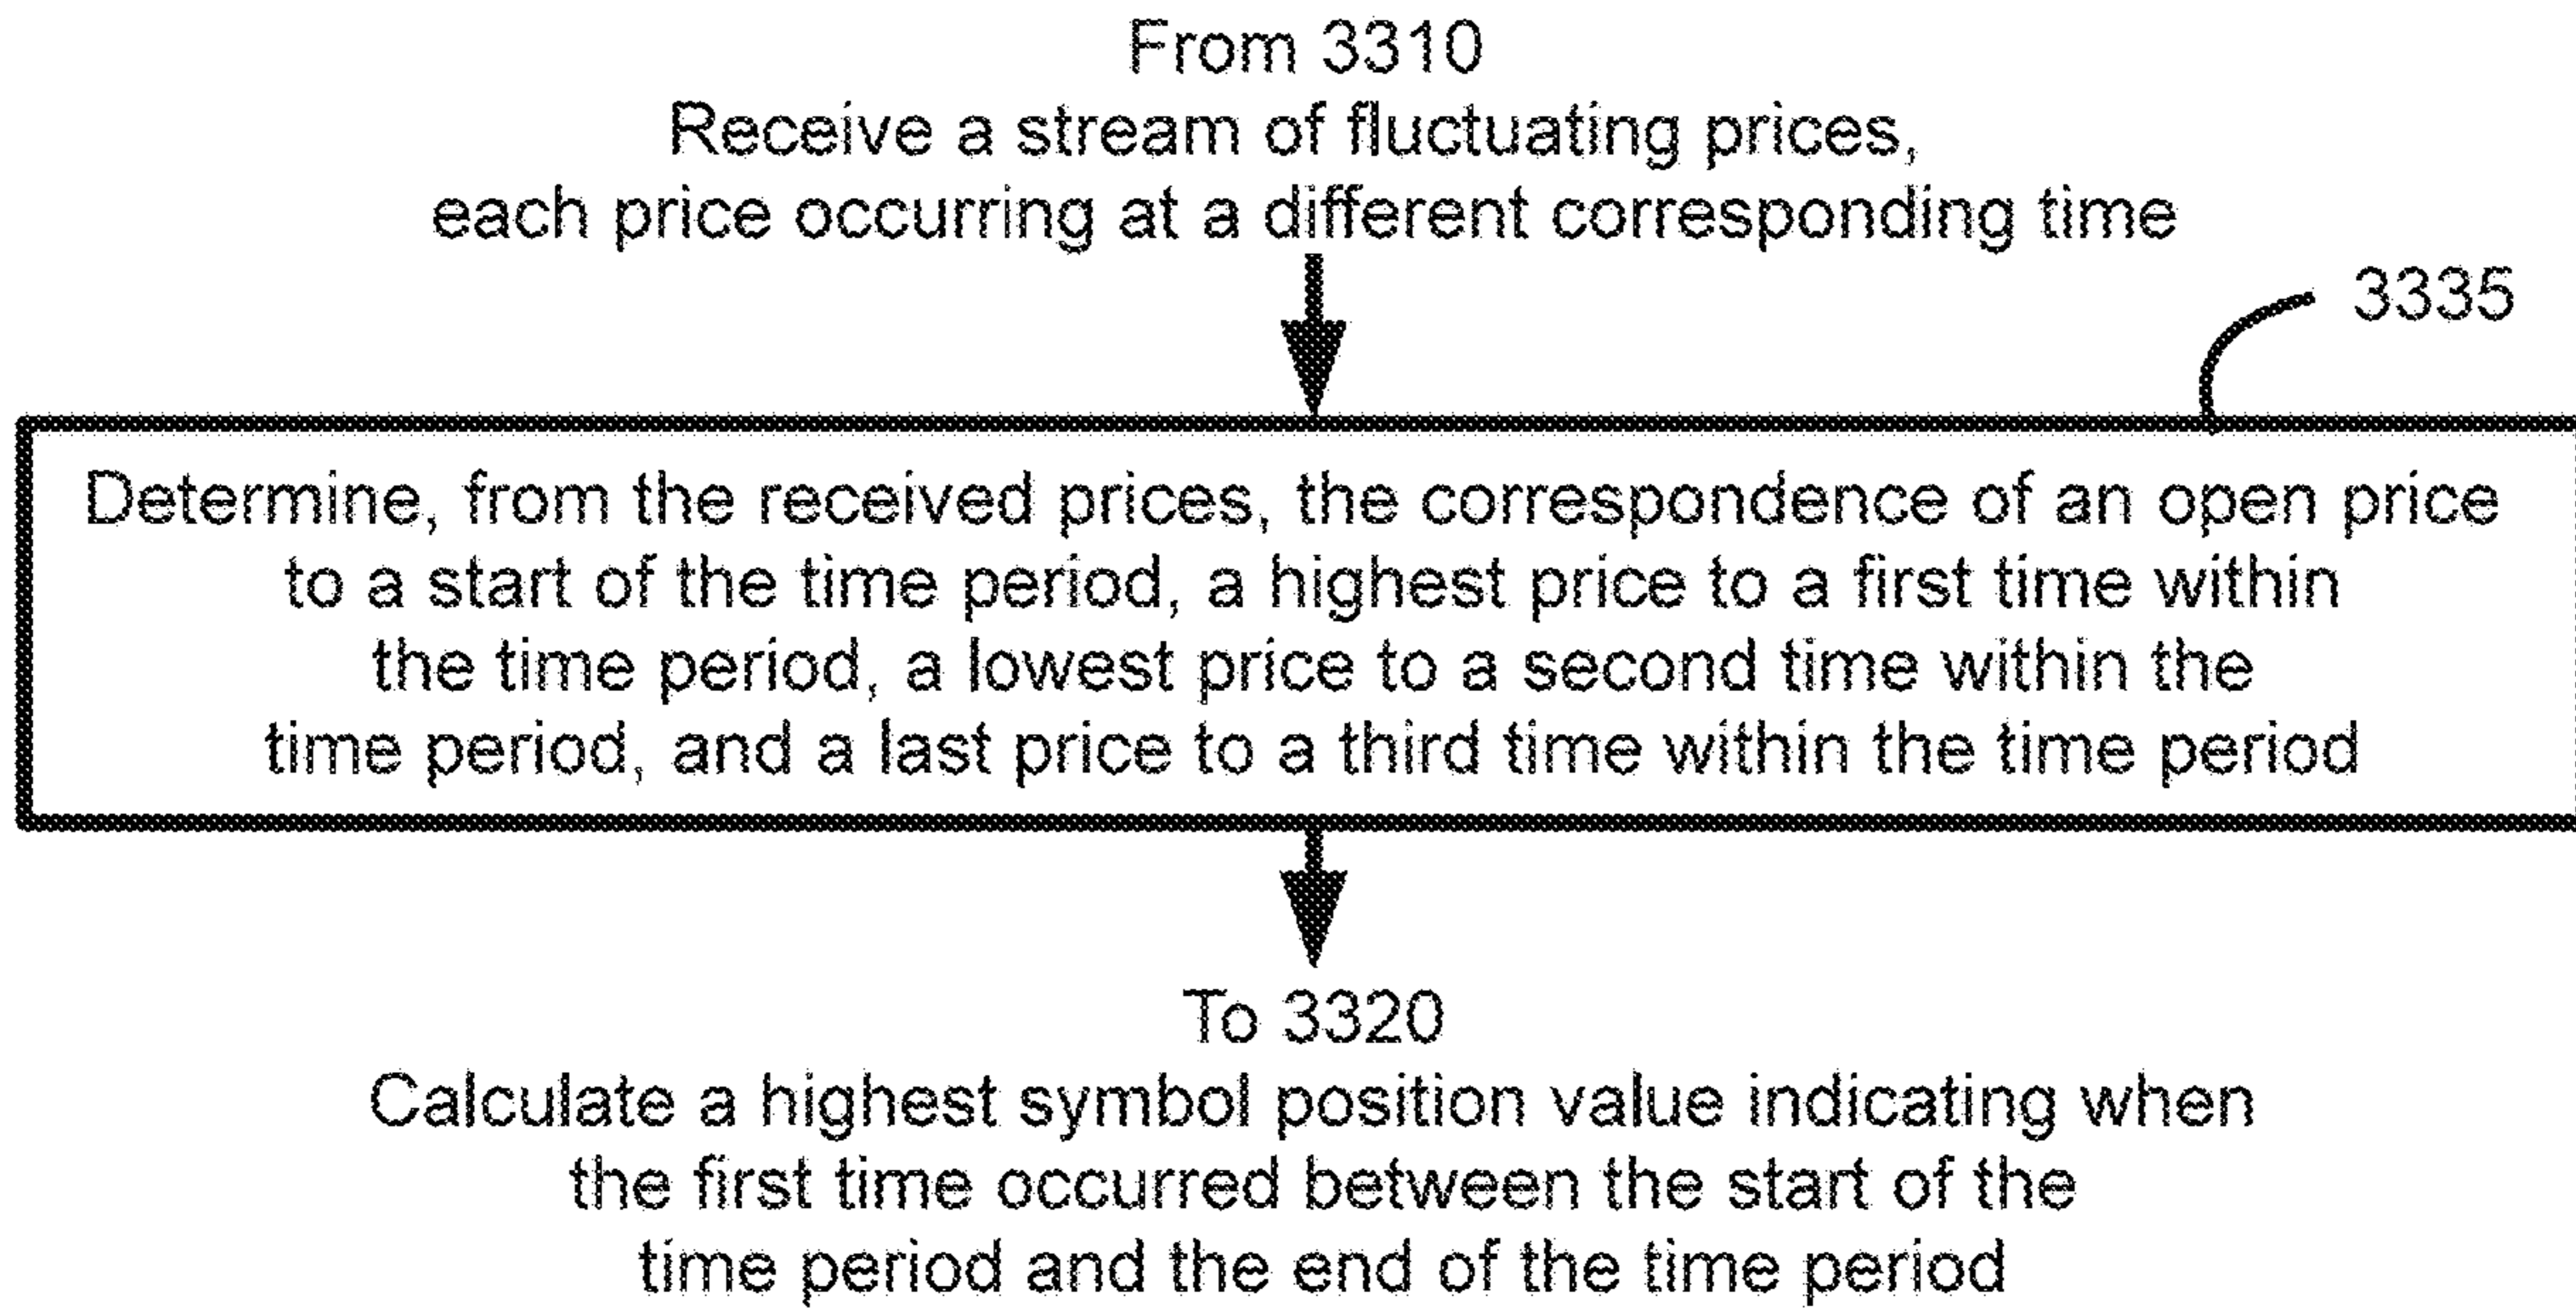 From 3310
Receive a stream of fluctuating prices,
each price occurring at a different corresponding time
3335
Determine, from the received prices, the correspondence of an open price
to a start of the time period, a highest price to a first time within
the time period, a lowest price to a second time within the
time period, and a last price to a third time within the time period
To 3320
Calculate a highest symbol position value indicating when
the first time occurred between the start of the
time period and the end of the time period